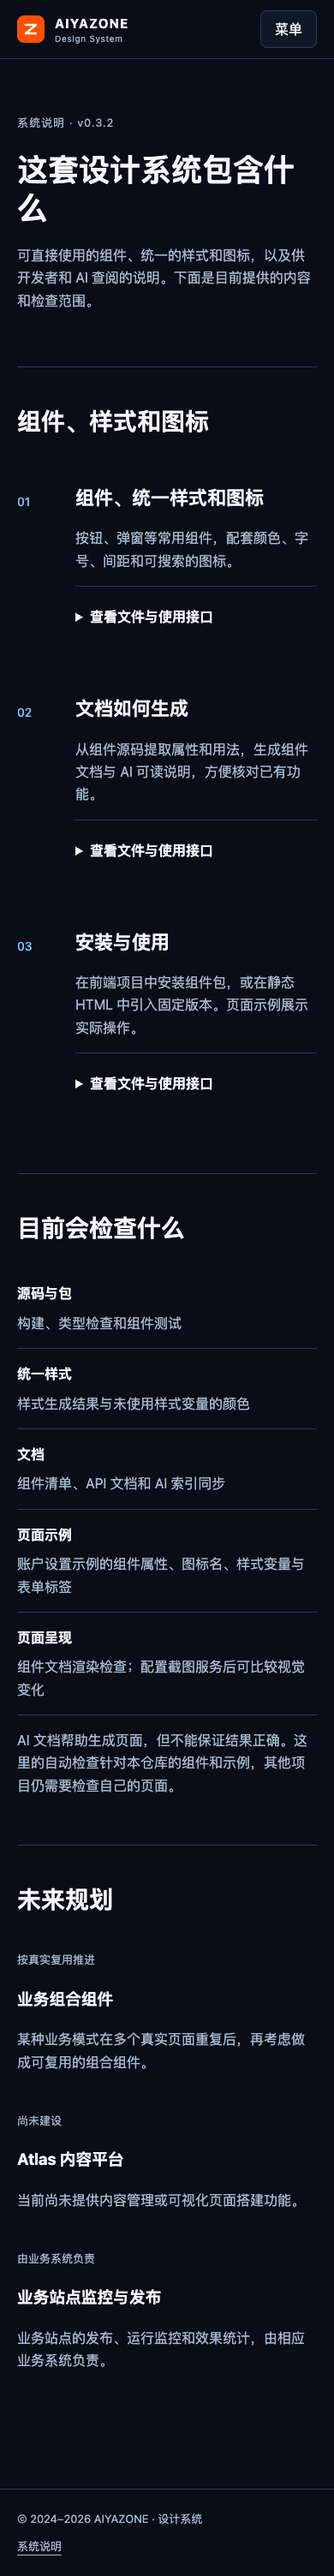 AIYAZONE
Design System
菜单
系统说明 · v0.3.2
这套设计系统包含什
么
可直接使用的组件、统一的样式和图标，以及供
开发者和 AI 查阅的说明。下面是目前提供的内容
和检查范围。
组件、样式和图标
01
组件、统一样式和图标
按钮、弹窗等常用组件，配套颜色、字
号、间距和可搜索的图标。
▶ 查看文件与使用接口
02
文档如何生成
从组件源码提取属性和用法，生成组件
文档与 AI 可读说明，方便核对已有功
能。
▶ 查看文件与使用接口
03
安装与使用
在前端项目中安装组件包，或在静态
HTML 中引入固定版本。页面示例展示
实际操作。
▶ 查看文件与使用接口
目前会检查什么
源码与包
构建、类型检查和组件测试
统一样式
样式生成结果与未使用样式变量的颜色
文档
组件清单、API 文档和 AI 索引同步
页面示例
账户设置示例的组件属性、图标名、样式变量与
表单标签
页面呈现
组件文档渲染检查；配置截图服务后可比较视觉
变化
AI 文档帮助生成页面，但不能保证结果正确。这
里的自动检查针对本仓库的组件和示例，其他项
目仍需要检查自己的页面。
未来规划
按真实复用推进
业务组合组件
某种业务模式在多个真实页面重复后，再考虑做
成可复用的组合组件。
尚未建设
Atlas 内容平台
当前尚未提供内容管理或可视化页面搭建功能。
由业务系统负责
业务站点监控与发布
业务站点的发布、运行监控和效果统计，由相应
业务系统负责。
© 2024–2026 AIYAZONE · 设计系统
系统说明